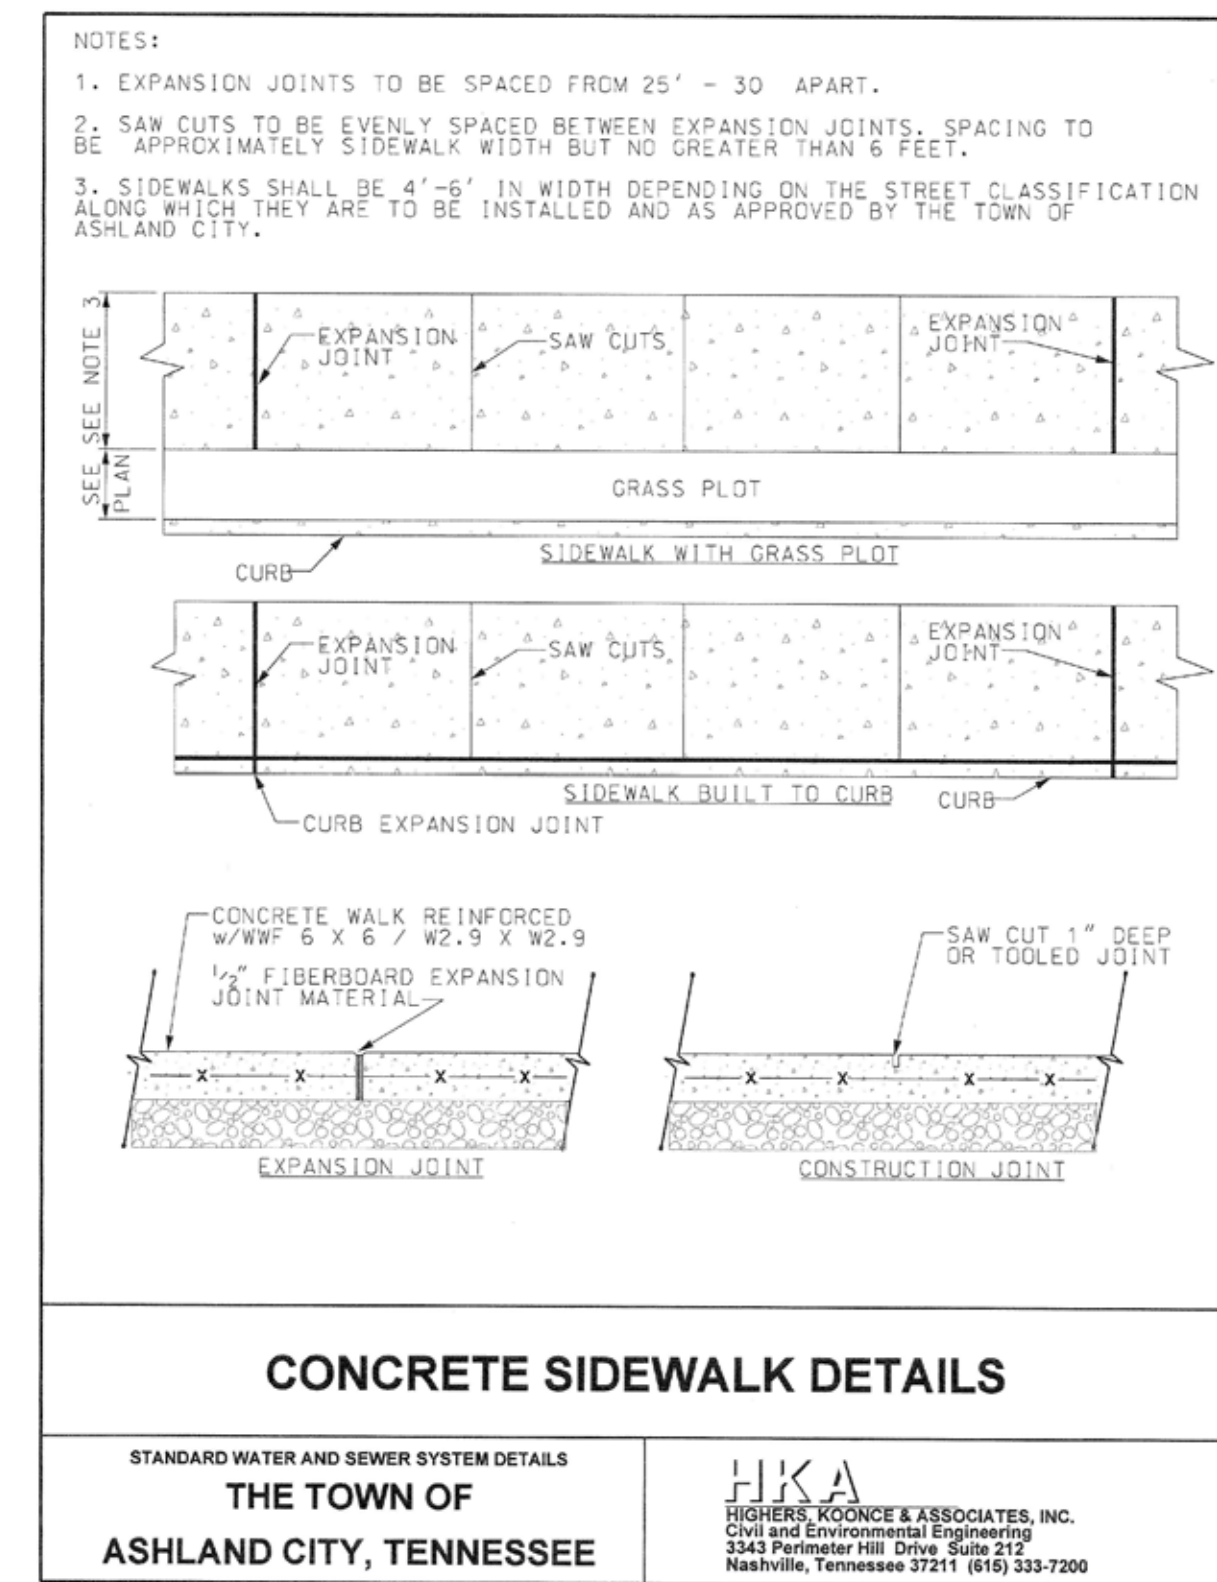 NOTES:
1. EXPANSION JOINTS TO BE SPACED FROM 25' - 30 APART.
2. SAW CUTS TO BE EVENLY SPACED BETWEEN EXPANSION JOINTS. SPACING TO
BE APPROXIMATELY SIDEWALK WIDTH BUT NO GREATER THAN 6 FEET.
3. SIDEWALKS SHALL BE 4'-6' IN WIDTH DEPENDING ON THE STREET CLASSIFICATION
ALONG WHICH THEY ARE TO BE INSTALLED AND AS APPROVED BY THE TOWN OF
ASHLAND CITY.
SEE NOTE 3
EXPANSION
JOINT
SAW CUTS
EXPANSION
JOINT
SEE
PLAN
GRASS PLOT
SIDEWALK WITH GRASS PLOT
CURB
EXPANSION
JOINT
SAW CUTS
EXPANSION
JOINT
SIDEWALK BUILT TO CURB
CURB
CURB EXPANSION JOINT
CONCRETE WALK REINFORCED
w/WWF 6 X 6 / W2.9 X W2.9
1/2" FIBERBOARD EXPANSION
JOINT MATERIAL
SAW CUT 1" DEEP
OR TOOLED JOINT
X X X X
X X X X
EXPANSION JOINT
CONSTRUCTION JOINT
CONCRETE SIDEWALK DETAILS
STANDARD WATER AND SEWER SYSTEM DETAILS
THE TOWN OF
ASHLAND CITY, TENNESSEE
HKA
HIGHERS, KOONCE & ASSOCIATES, INC.
Civil and Environmental Engineering
3343 Perimeter Hill Drive Suite 212
Nashville, Tennessee 37211 (615) 333-7200